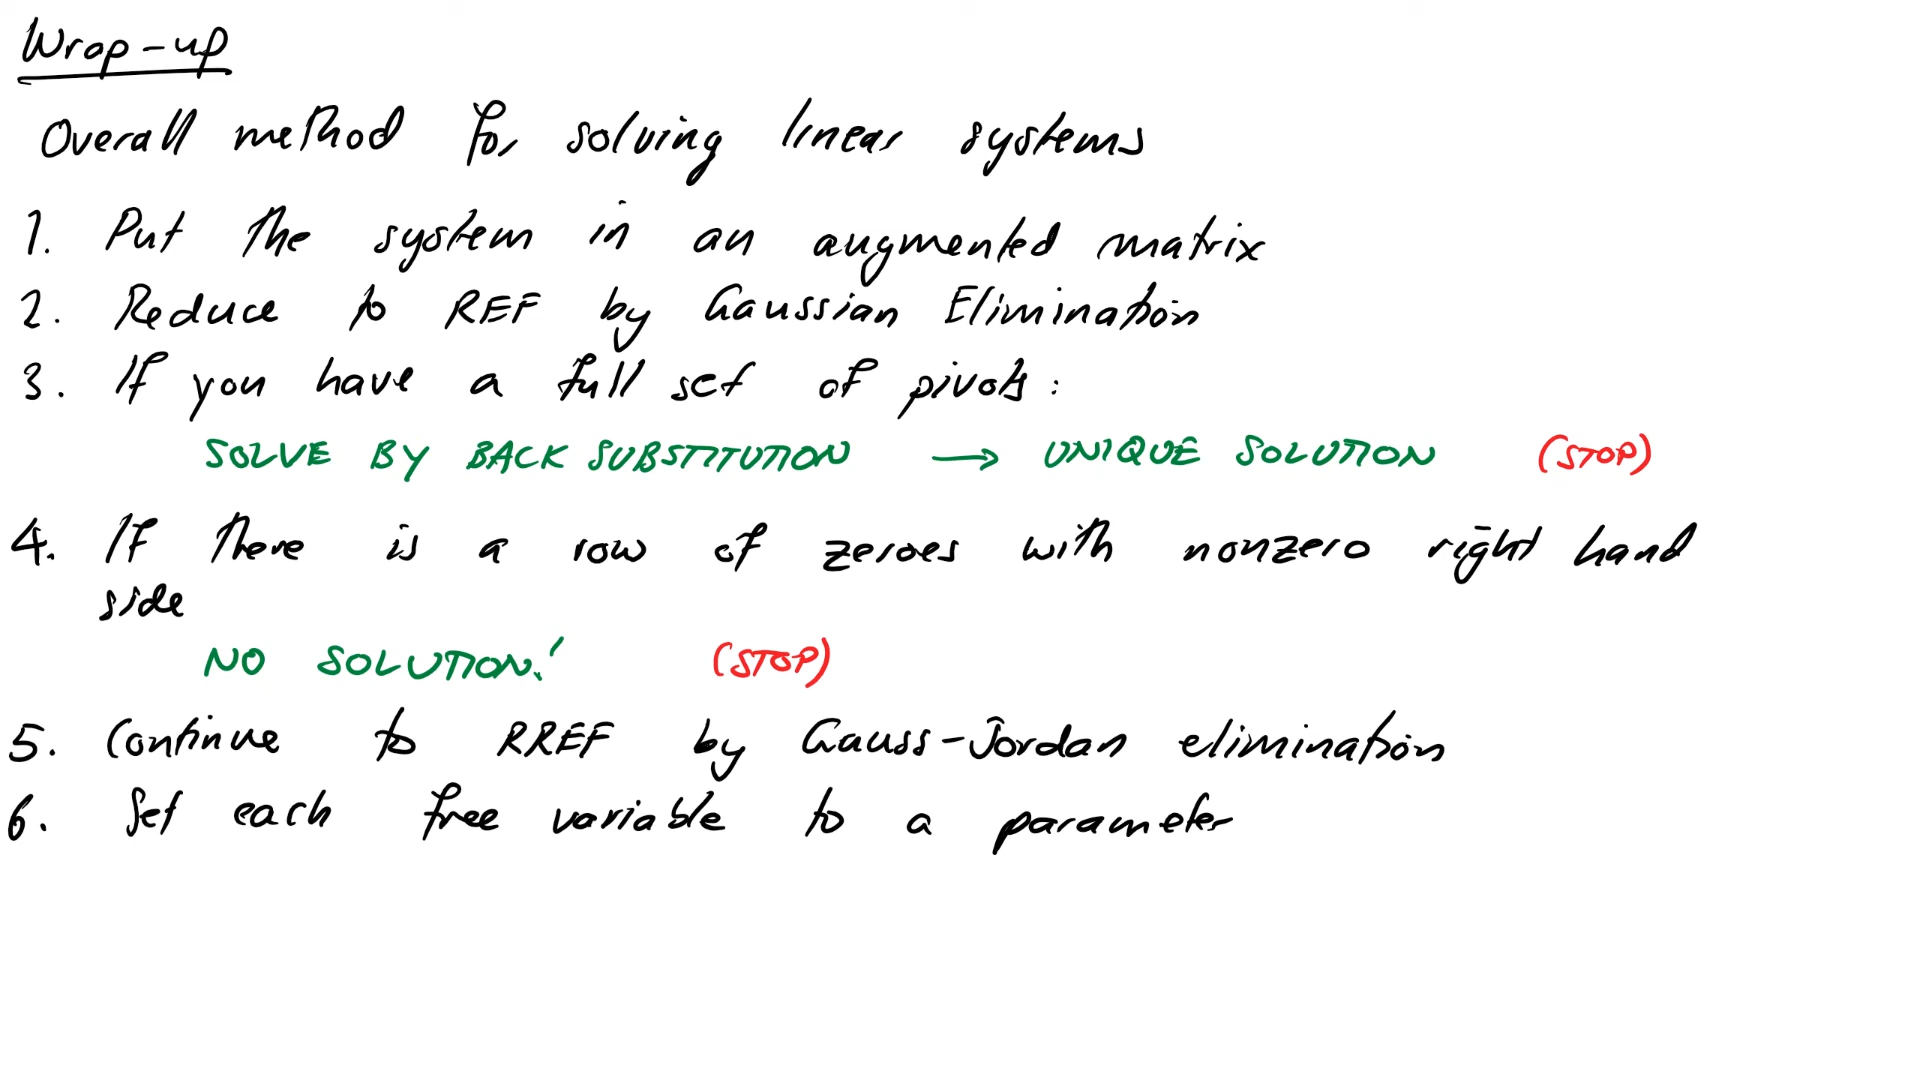 Wrap-up
Overall method for solving linear systems
1. Put the system in an augmented matrix
2. Reduce to REF by Gaussian Elimination
3. If you have a full set of pivots:
SOLVE BY BACK SUBSTITUTION → UNIQUE SOLUTION (STOP)
4. If there is a row of zeroes with nonzero right hand
side
NO SOLUTION! (STOP)
5. Continue to RREF by Gauss-Jordan elimination
6. Set each free variable to a parameter